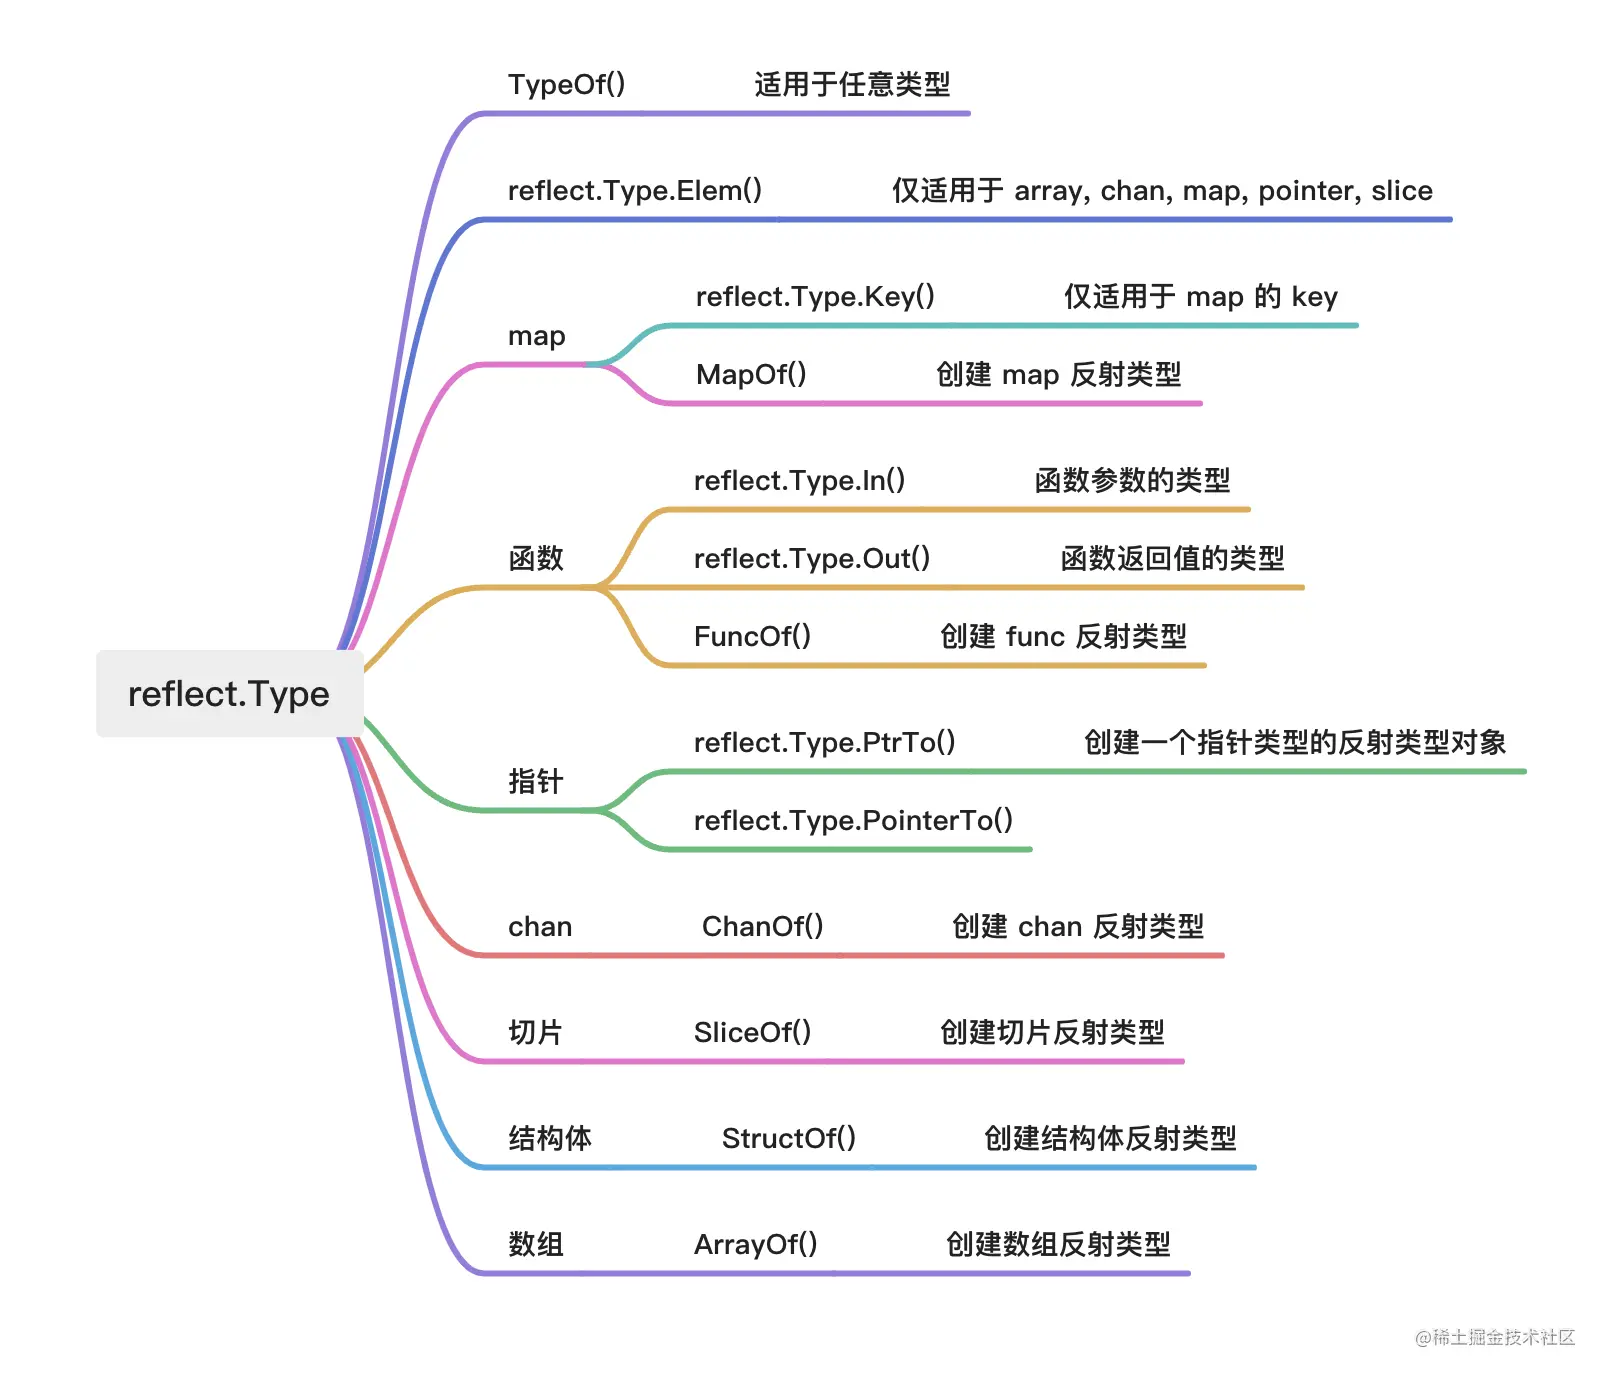 TypeOf() 适用于任意类型
reflect.Type.Elem() 仅适用于 array, chan, map, pointer, slice
map
reflect.Type.Key() 仅适用于 map 的 key
MapOf() 创建 map 反射类型
函数
reflect.Type.In() 函数参数的类型
reflect.Type.Out() 函数返回值的类型
FuncOf() 创建 func 反射类型
reflect.Type
指针
reflect.Type.PtrTo() 创建一个指针类型的反射类型对象
reflect.Type.PointerTo()
chan ChanOf() 创建 chan 反射类型
切片 SliceOf() 创建切片反射类型
结构体 StructOf() 创建结构体反射类型
数组 ArrayOf() 创建数组反射类型
@稀土掘金技术社区